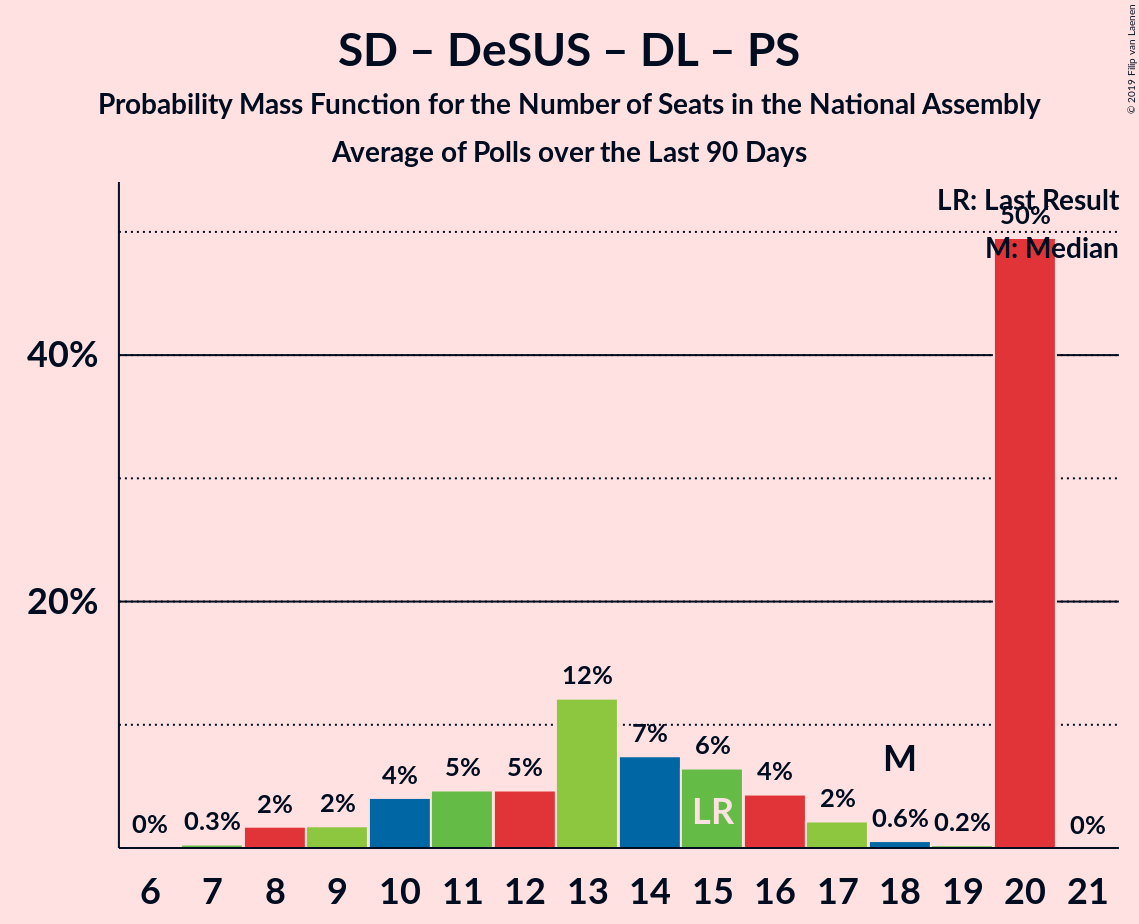 SD – DeSUS – DL – PS
Probability Mass Function for the Number of Seats in the National Assembly
Average of Polls over the Last 90 Days
© 2019 Filip van Laenen
LR: Last Result
M: Median
50%
40%
20%
0%
0.3%
2%
2%
4%
5%
5%
12%
7%
6%
4%
2%
0.6%
0.2%
0%
M
LR
6 7 8 9 10 11 12 13 14 15 16 17 18 19 20 21